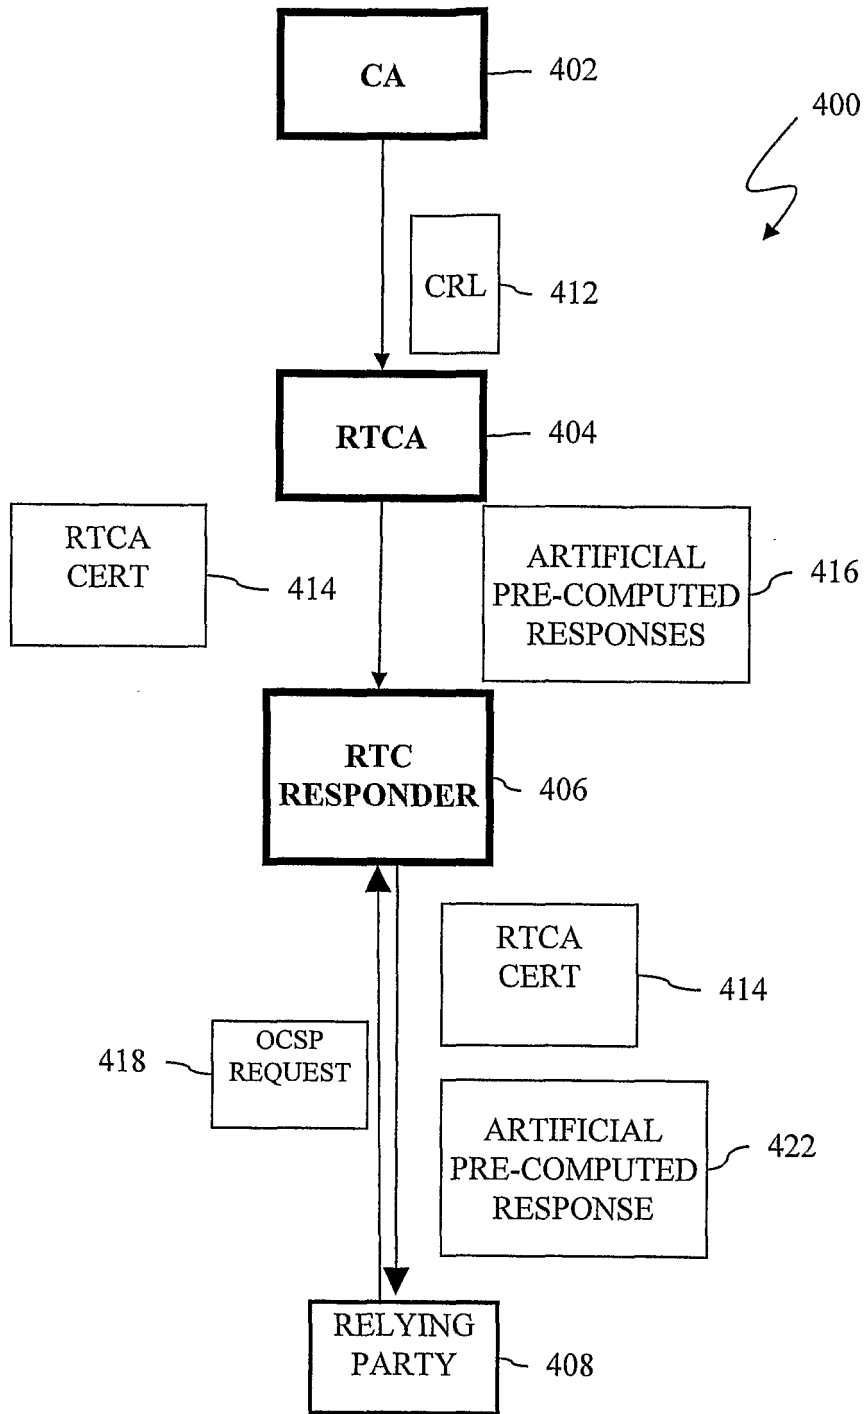 CA
402
400
CRL
412
RTCA
404
RTCA
CERT
414
ARTIFICIAL
PRE-COMPUTED
RESPONSES
416
RTC
RESPONDER
406
RTCA
CERT
414
OCSP
REQUEST
418
ARTIFICIAL
PRE-COMPUTED
RESPONSE
422
RELYING
PARTY
408